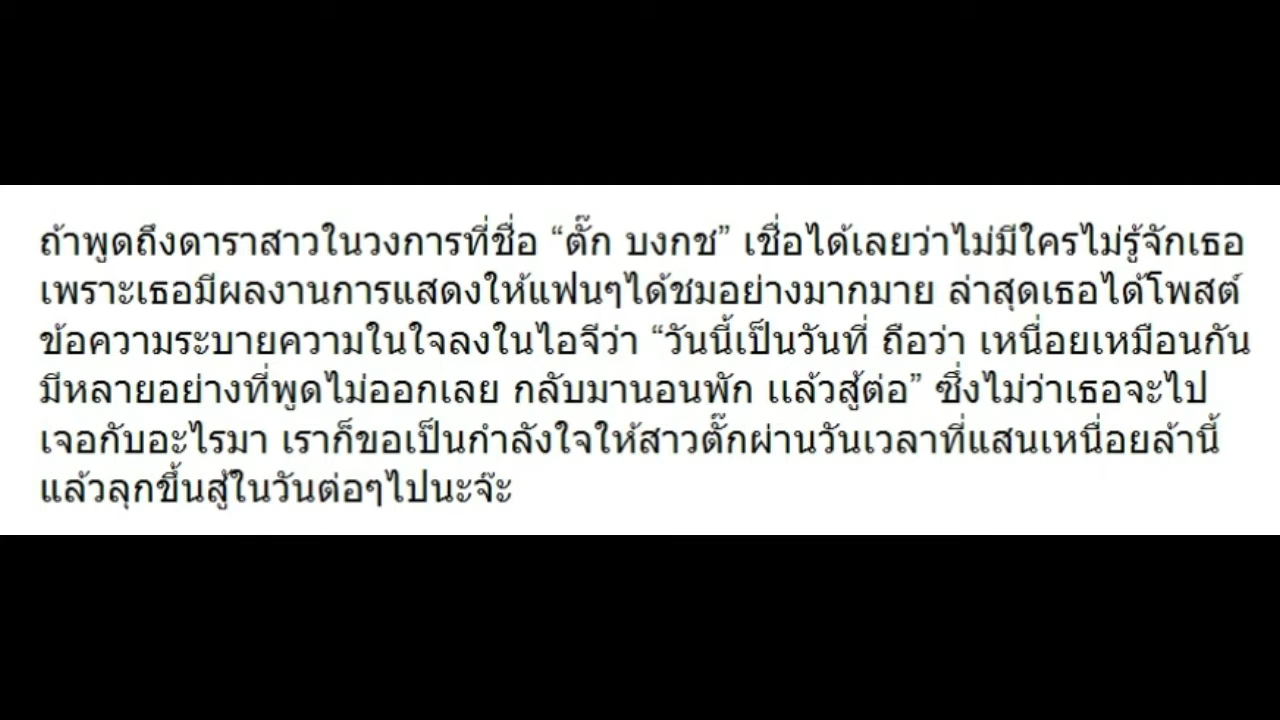 ถ้าพูดถึงดาราสาวในวงการที่ชื่อ “ตั๊ก บงกช” เชื่อได้เลยว่าไม่มีใครไม่รู้จักเธอ
เพราะเธอมีผลงานการแสดงให้แฟนๆได้ชมอย่างมากมาย ล่าสุดเธอได้โพสต์
ข้อความระบายความในใจลงในไอจีว่า “วันนี้เป็นวันที่ ถือว่า เหนื่อยเหมือนกัน
มีหลายอย่างที่พูดไม่ออกเลย กลับมานอนพัก แล้วสู้ต่อ” ซึ่งไม่ว่าเธอจะไป
เจอกับอะไรมา เราก็ขอเป็นกำลังใจให้สาวตั๊กผ่านวันเวลาที่แสนเหนื่อยล้านี้
แล้วลุกขึ้นสู้ในวันต่อๆไปนะจ๊ะ